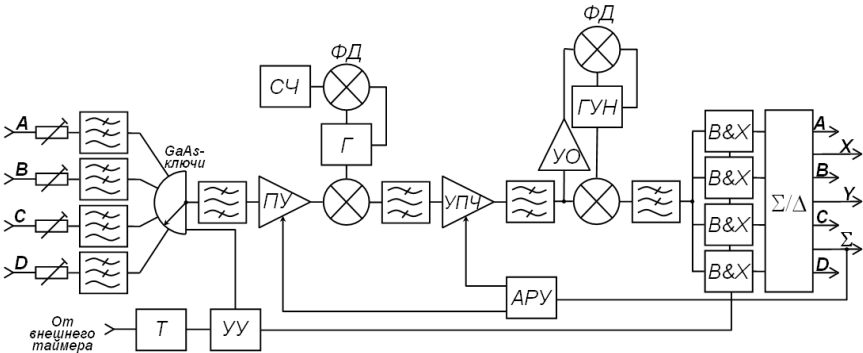 ФД
ФД
СЧ
ГУН
A
B
C
D
GaAs-
ключи
Г
УО
ПУ
УПЧ
B&X
B&X
B&X
B&X
Σ/Δ
A
X
B
Y
C
Σ
D
АРУ
От
внешнего
таймера
Т
УУ